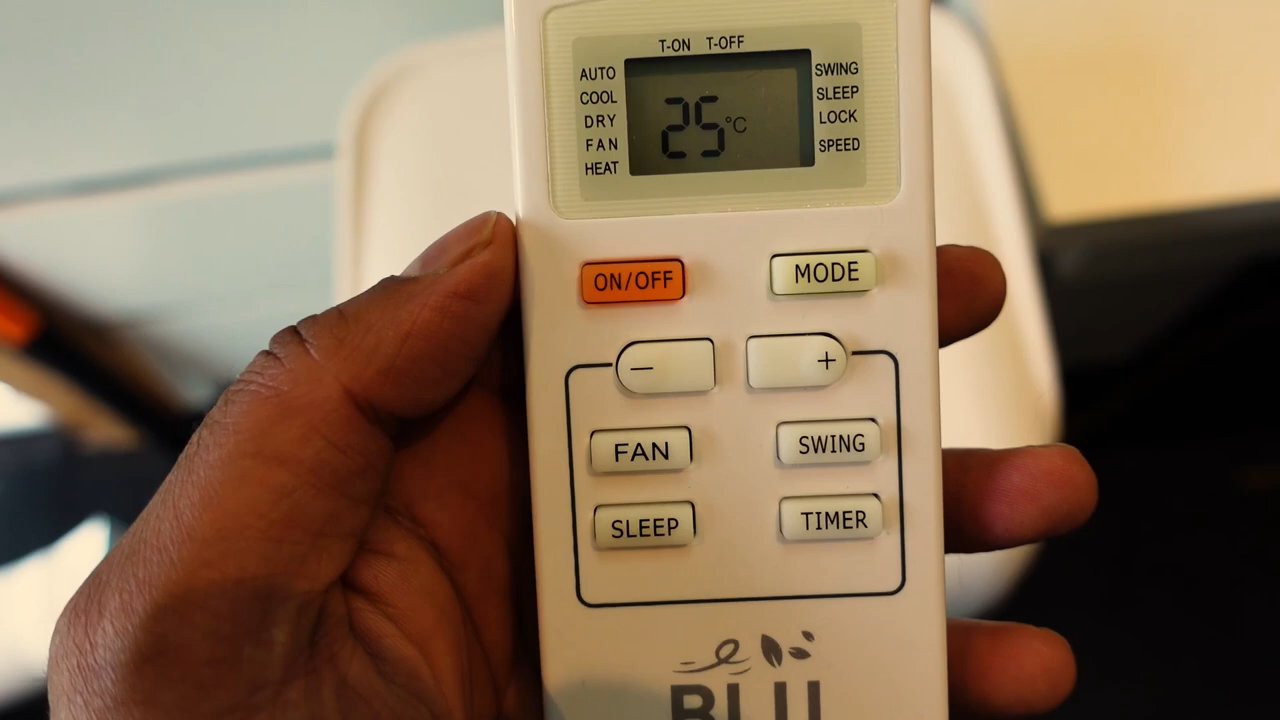 T-ON T-OFF
AUTO
COOL
DRY
FAN
HEAT
25°C
SWING
SLEEP
LOCK
SPEED
ON/OFF MODE
− +
FAN SWING
SLEEP TIMER
BLU